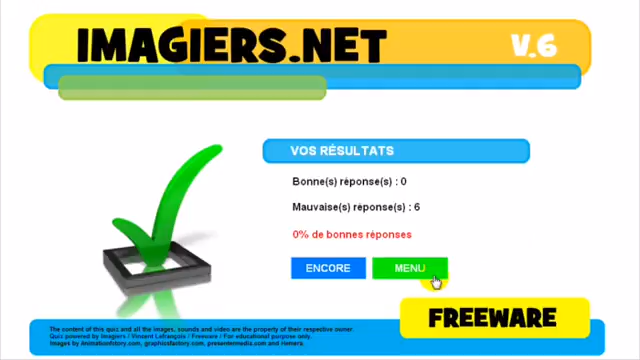 IMAGIERS.NET
V.6
VOS RÉSULTATS
Bonne(s) réponse(s) : 0
Mauvaise(s) réponse(s) : 6
0% de bonnes réponses
ENCORE
MENU
FREEWARE
The content of this quiz and all the images, sounds and video are the property of their respective owner.
Quiz powered by Imagiers / Vincent Lefrançois / Freeware / For educational purpose only.
Images by Animationfctory.com, graphicsfactory.com, presentermedia.com and